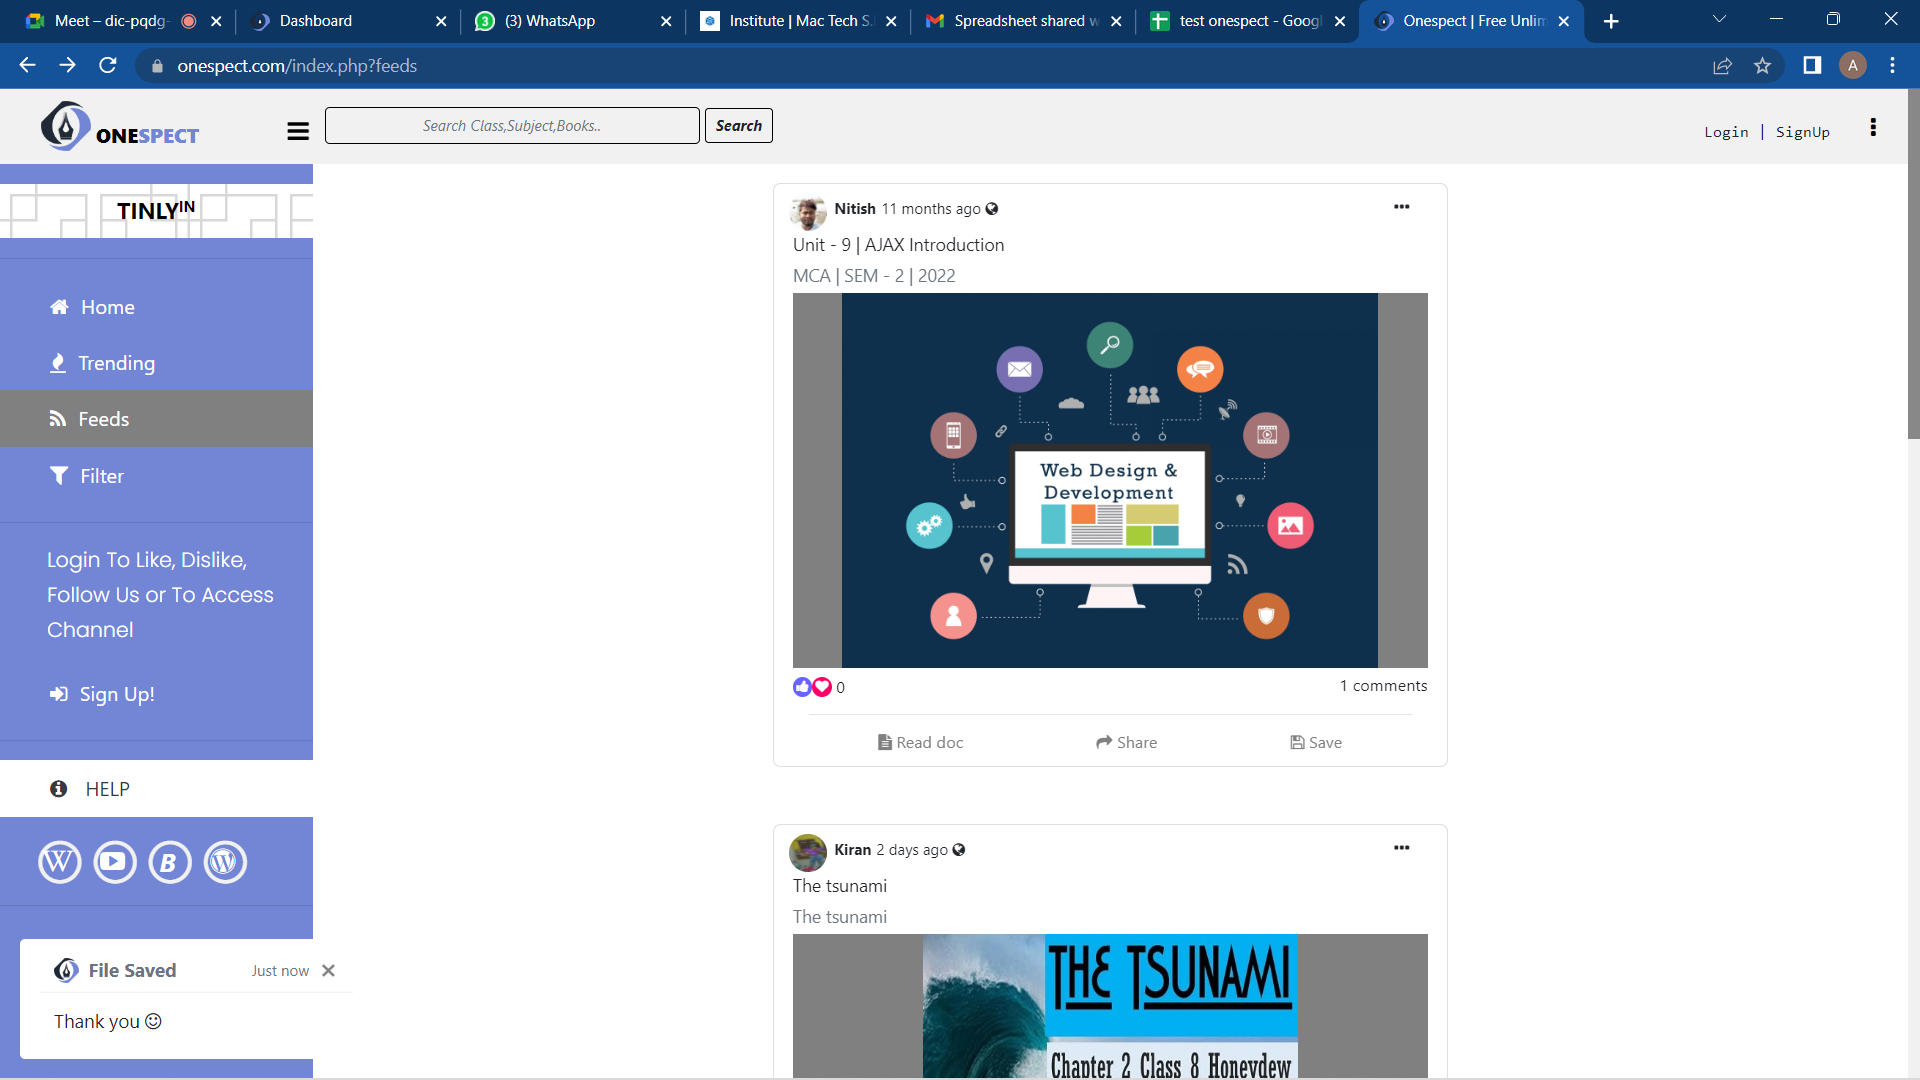 Meet – dic-pqdg-
Dashboard
(3) WhatsApp
Institute | Mac Tech S.
Spreadsheet shared w
test onespect - Googl
Onespect | Free Unlim
onespect.com/index.php?feeds
A
ONESPECT
Search Class,Subject,Books..
Search
Login | SignUp
TINLYIN
Home
Trending
Feeds
Filter
Login To Like, Dislike,
Follow Us or To Access
Channel
Sign Up!
HELP
File Saved
Just now
Thank you
Nitish 11 months ago
Unit - 9 | AJAX Introduction
MCA | SEM - 2 | 2022
Web Design &
Development
0
1 comments
Read doc
Share
Save
Kiran 2 days ago
The tsunami
The tsunami
THE TSUNAMI
Chapter 2 Class 8 Honeydew